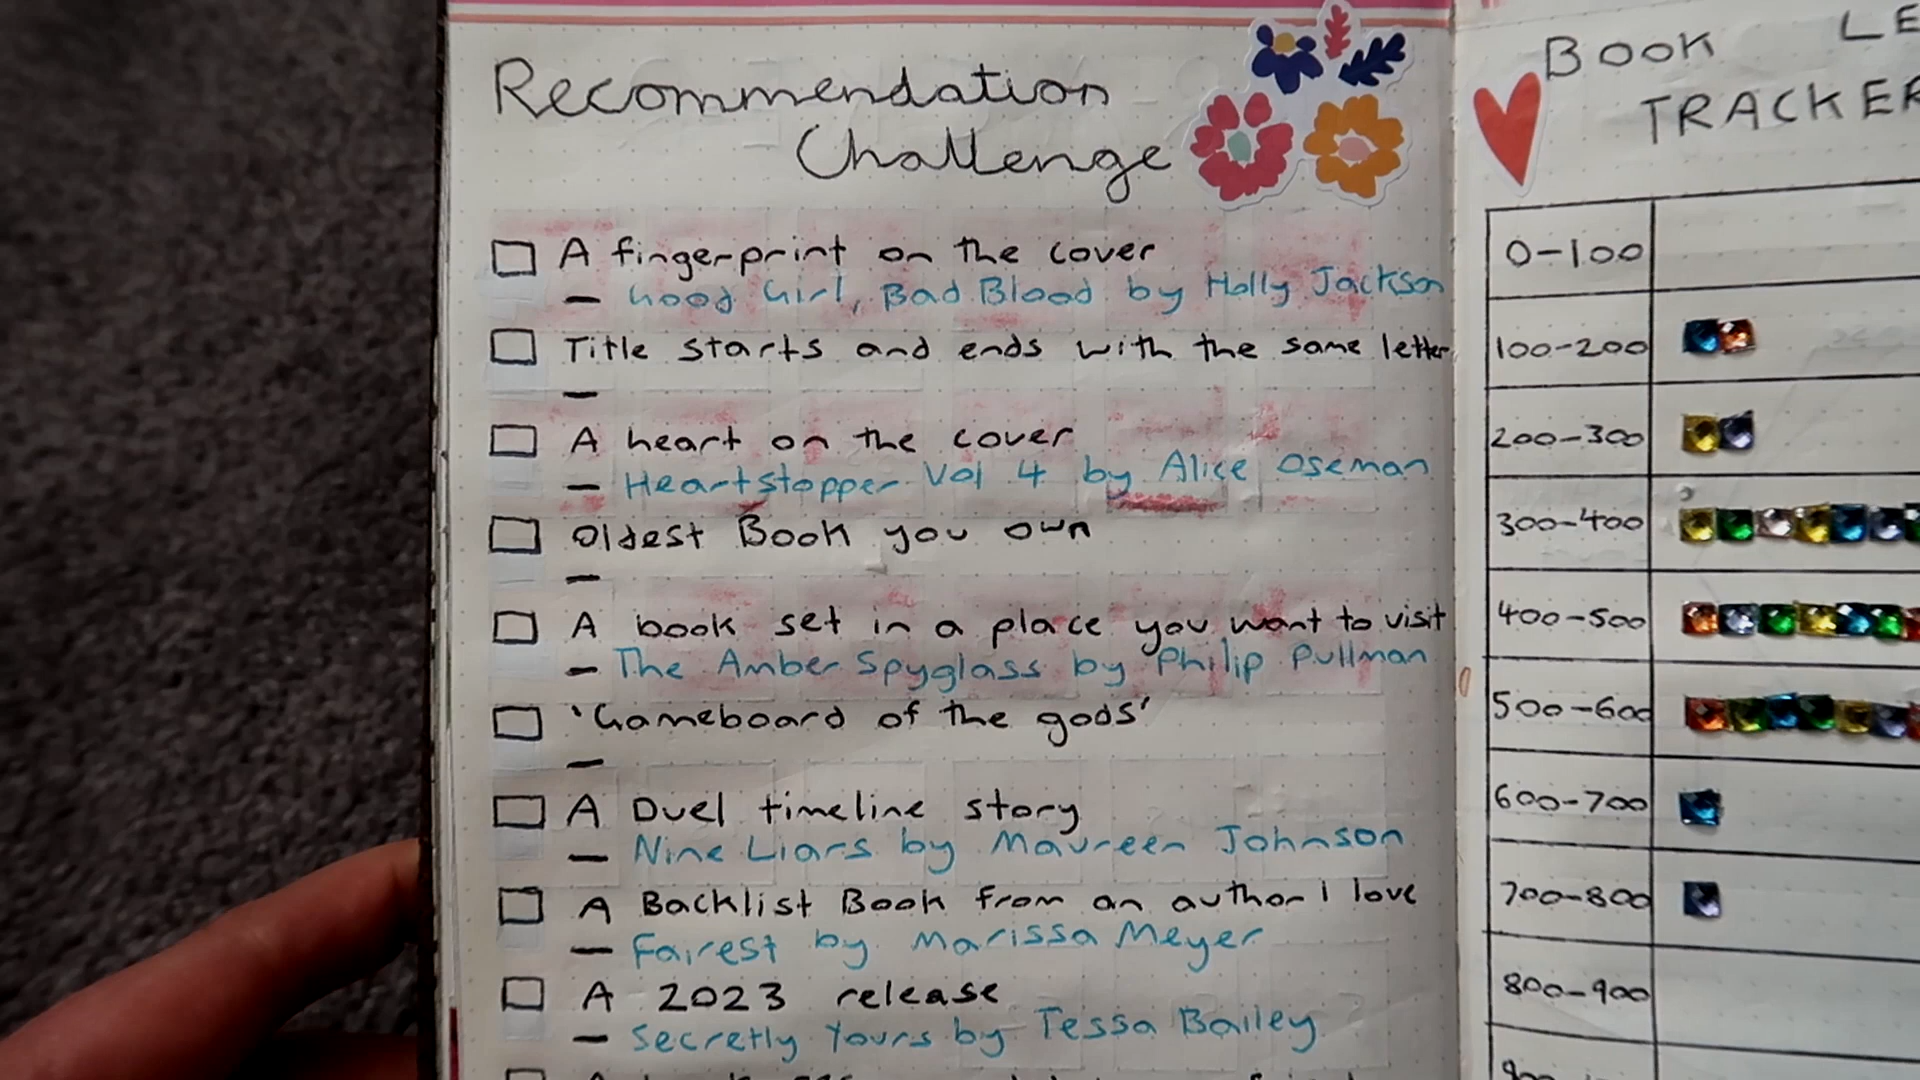 Recommendation
Challenge
A fingerprint on the cover
– Good Girl, Bad Blood by Holly Jackson
Title starts and ends with the same letter
–
A heart on the cover
– Heartstopper Vol 4 by Alice Oseman
Oldest Book you own
–
A book set in a place you want to visit
– The Amber Spyglass by Philip Pullman
'Gameboard of the gods'
–
A Duel timeline story
– Nine Liars by Maureen Johnson
A Backlist Book from an author I love
– Fairest by Marissa Meyer
A 2023 release
– Secretly Yours by Tessa Bailey
BOOK LE
TRACKER
0-100
100-200
200-300
300-400
400-500
500-600
600-700
700-800
800-900